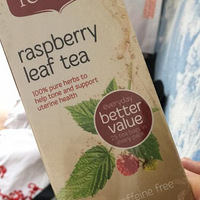 raspberry
leaf tea
100% pure herbs to
help tone and support
uterine health
everyday
better
value
caffeine free